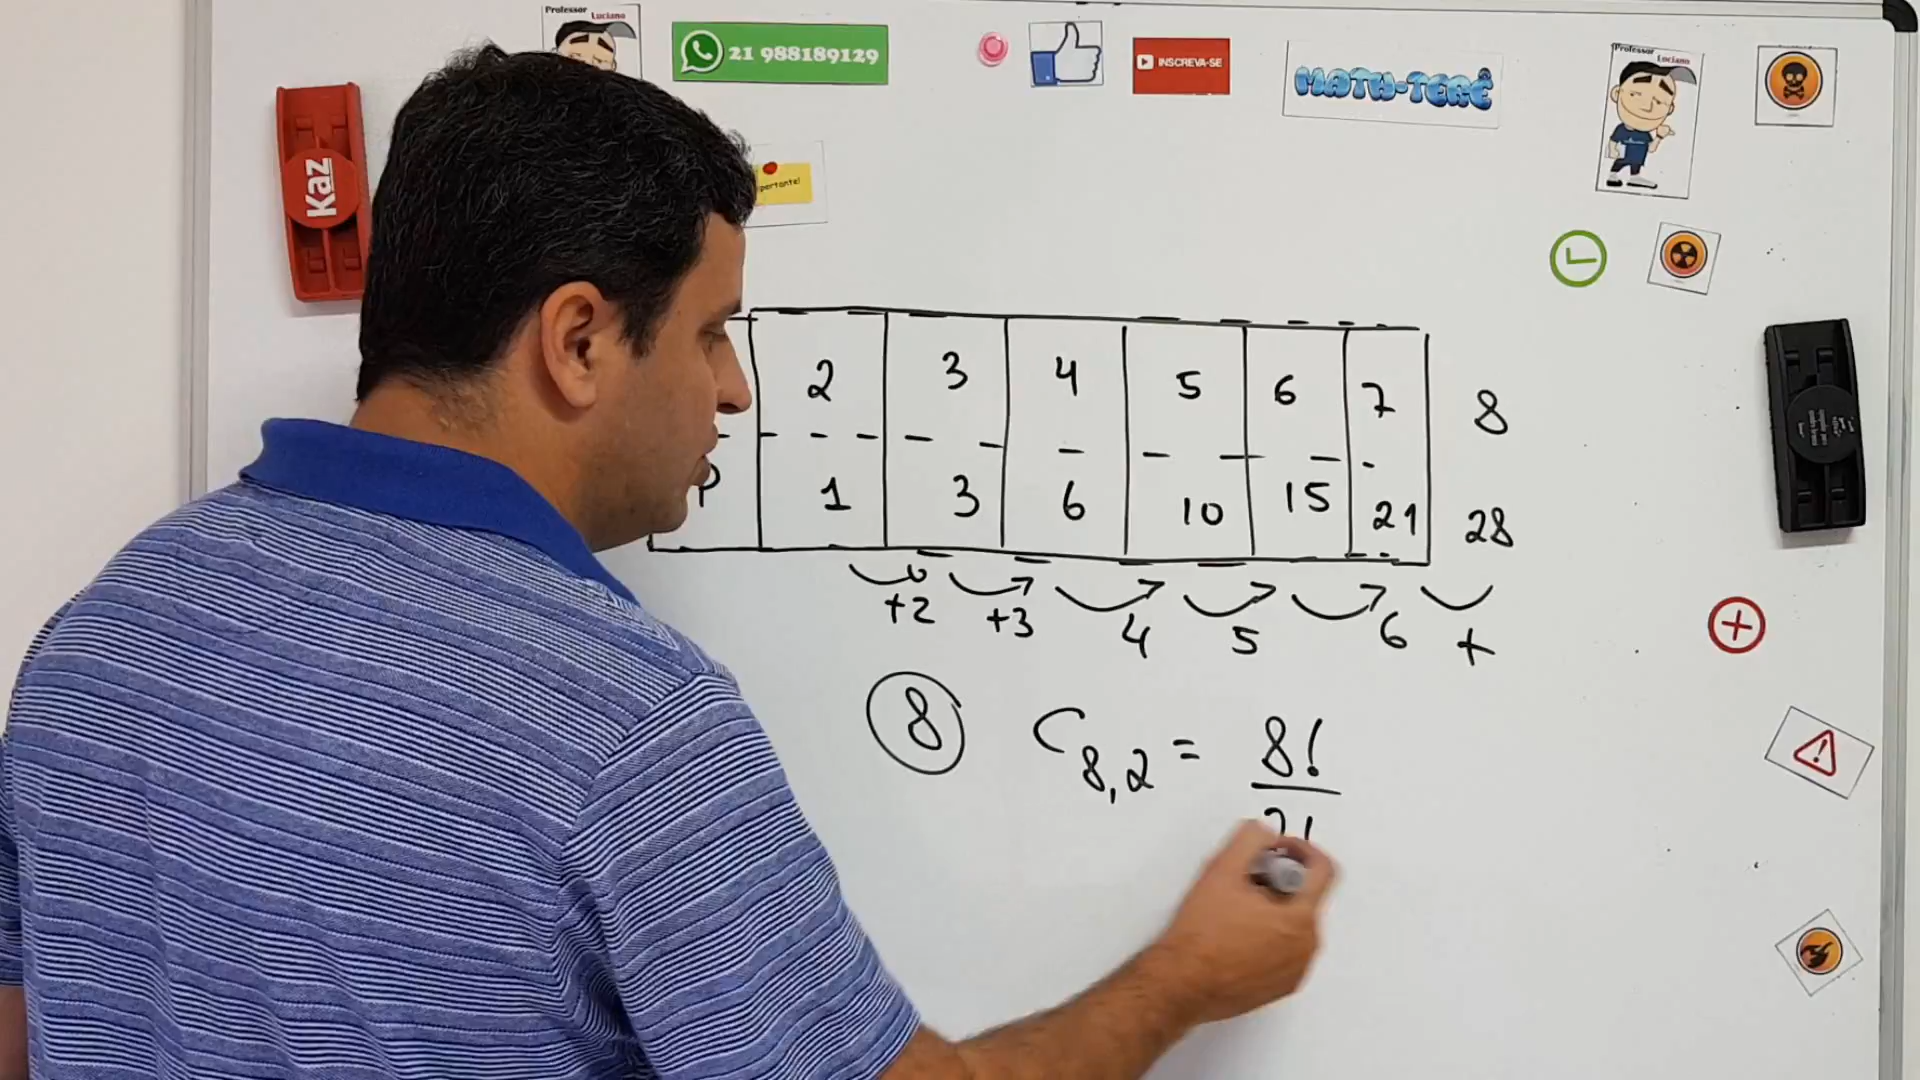 Professor Luciano
21 988189129
INSCREVA-SE
MATH-TERÊ
Professor Luciano
Kaz
portante!
2 3 4 5 6 7 8
P 1 3 6 10 15 21 28
+2 +3 4 5 6 +
8 C8,2 = 8!
2!